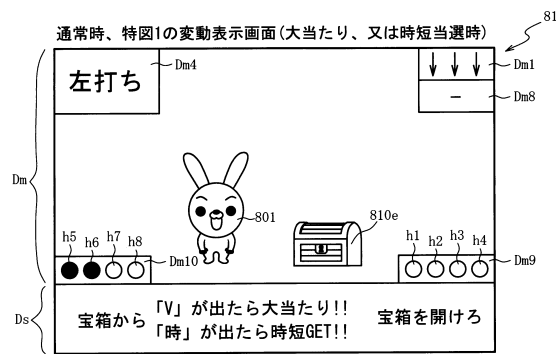 通常時、特図1の変動表示画面(大当たり、又は時短当選時)
81
左打ち
Dm4
Dm1
－
Dm8
Dm
801
810e
h5 h6 h7 h8
Dm10
h1 h2 h3 h4
Dm9
Ds
宝箱から「V」が出たら大当たり!!
「時」が出たら時短GET!!
宝箱を開けろ